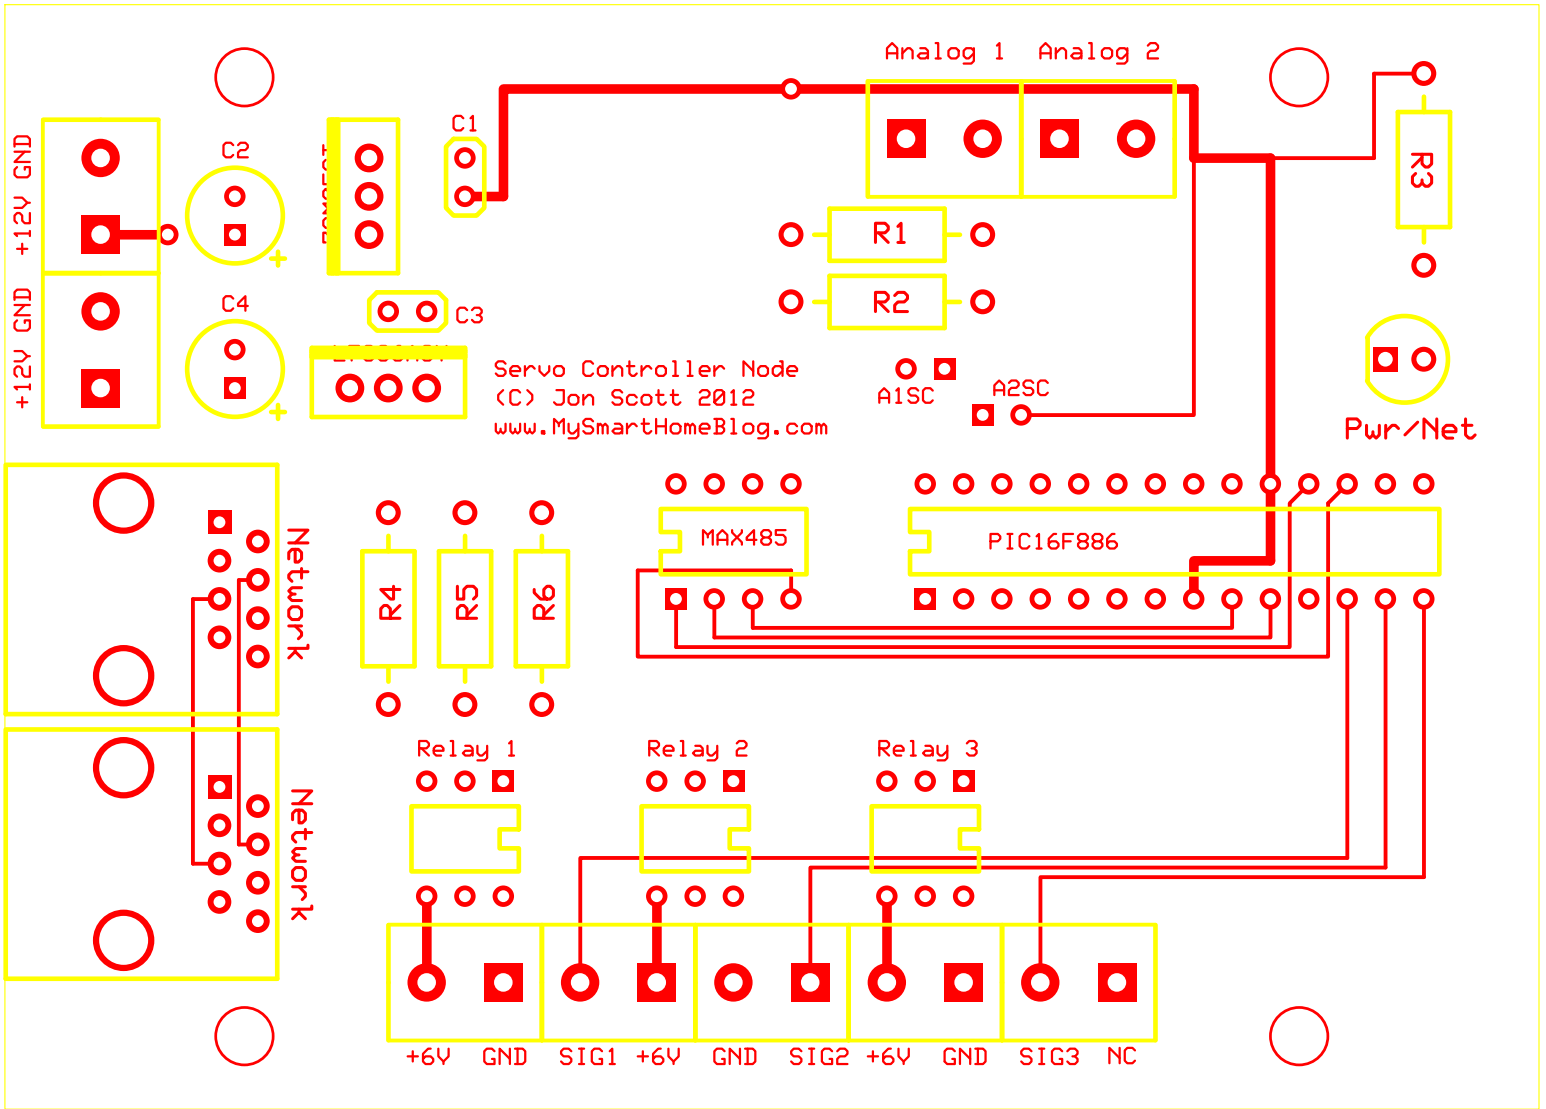 Analog 1
Analog 2
+12V GND
C2
C1
R3
R1
R2
+12V GND
C4
C3
Servo Controller Node
(C) Jon Scott 2012
www.MySmartHomeBlog.com
A1SC
A2SC
Pwr/Net
Network
R4
R5
R6
MAX485
PIC16F886
Network
Relay 1
Relay 2
Relay 3
+6V
GND
SIG1
+6V
GND
SIG2
+6V
GND
SIG3
NC